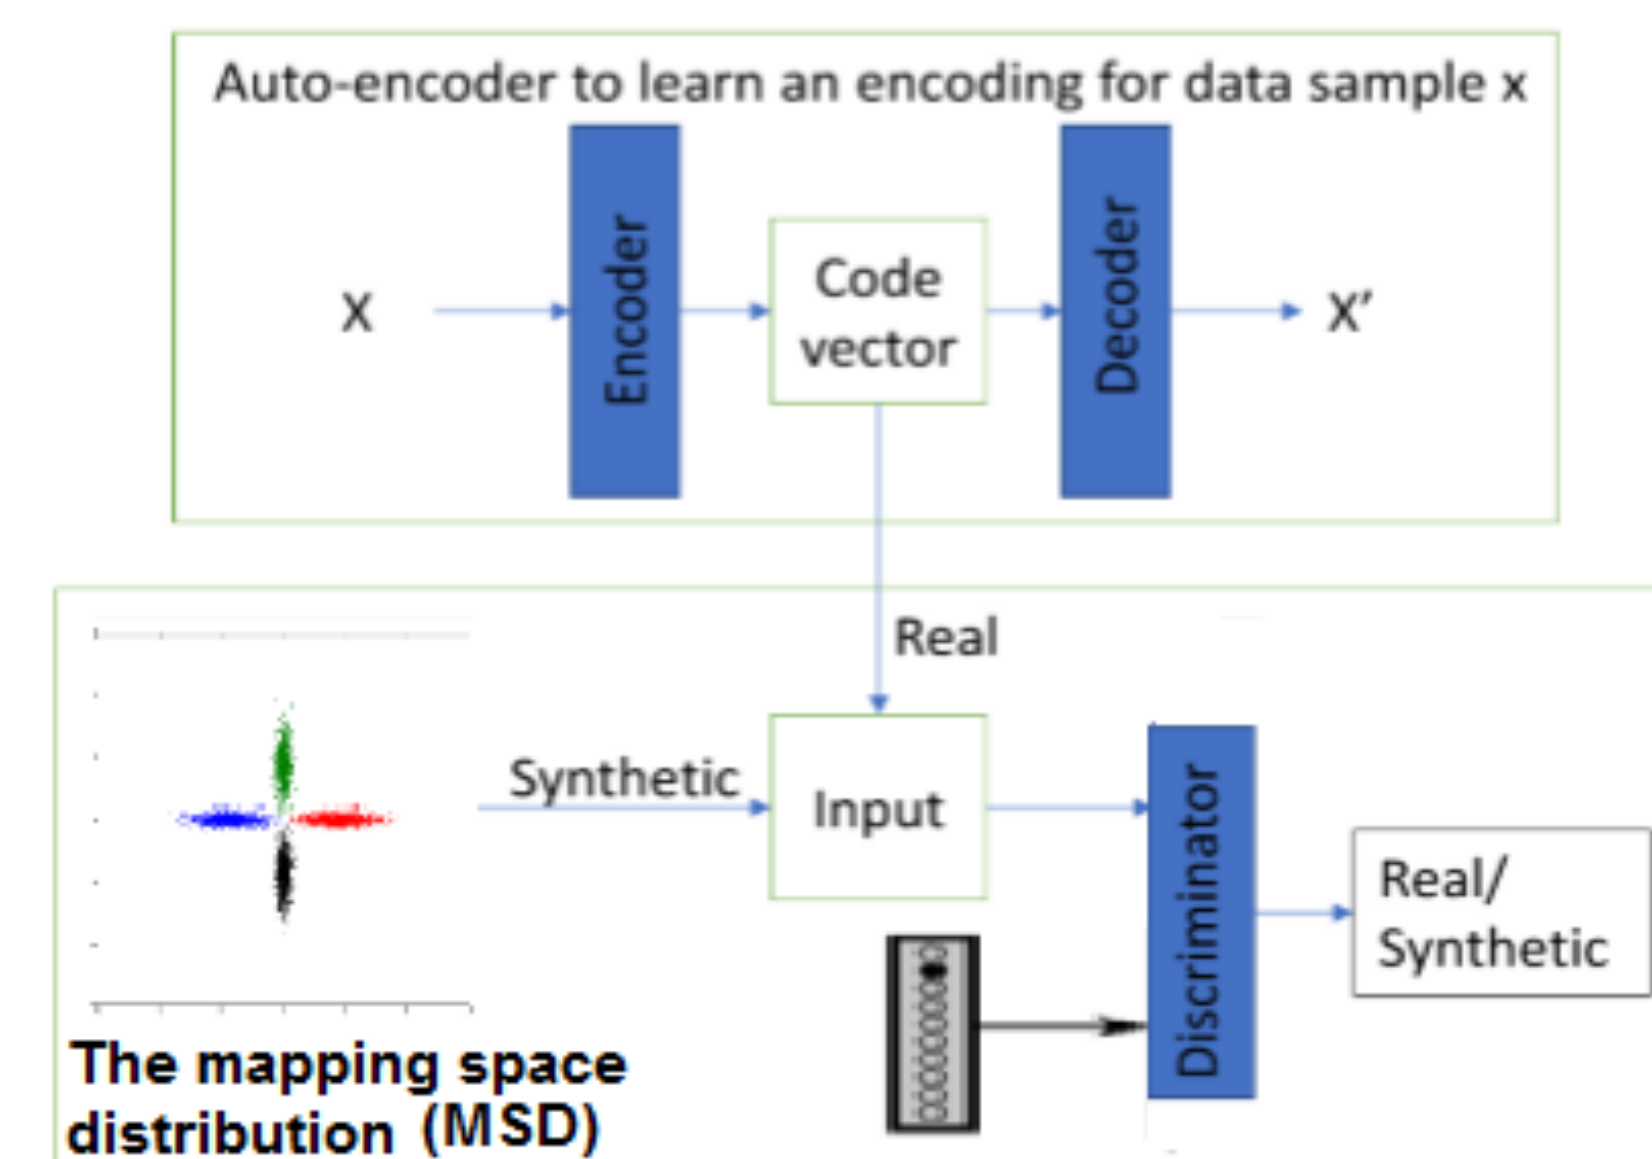 Auto-encoder to learn an encoding for data sample x
X
Encoder
Code
vector
Decoder
X’
Real
Synthetic
Input
Discriminator
Real/
Synthetic
The mapping space
distribution (MSD)